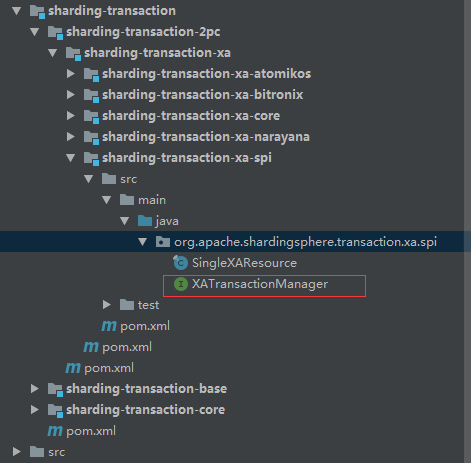 sharding-transaction
sharding-transaction-2pc
sharding-transaction-xa
sharding-transaction-xa-atomikos
sharding-transaction-xa-bitronix
sharding-transaction-xa-core
sharding-transaction-xa-narayana
sharding-transaction-xa-spi
src
main
java
org.apache.shardingsphere.transaction.xa.spi
C SingleXAResource
I XATransactionManager
test
m pom.xml
m pom.xml
m pom.xml
sharding-transaction-base
sharding-transaction-core
m pom.xml
src